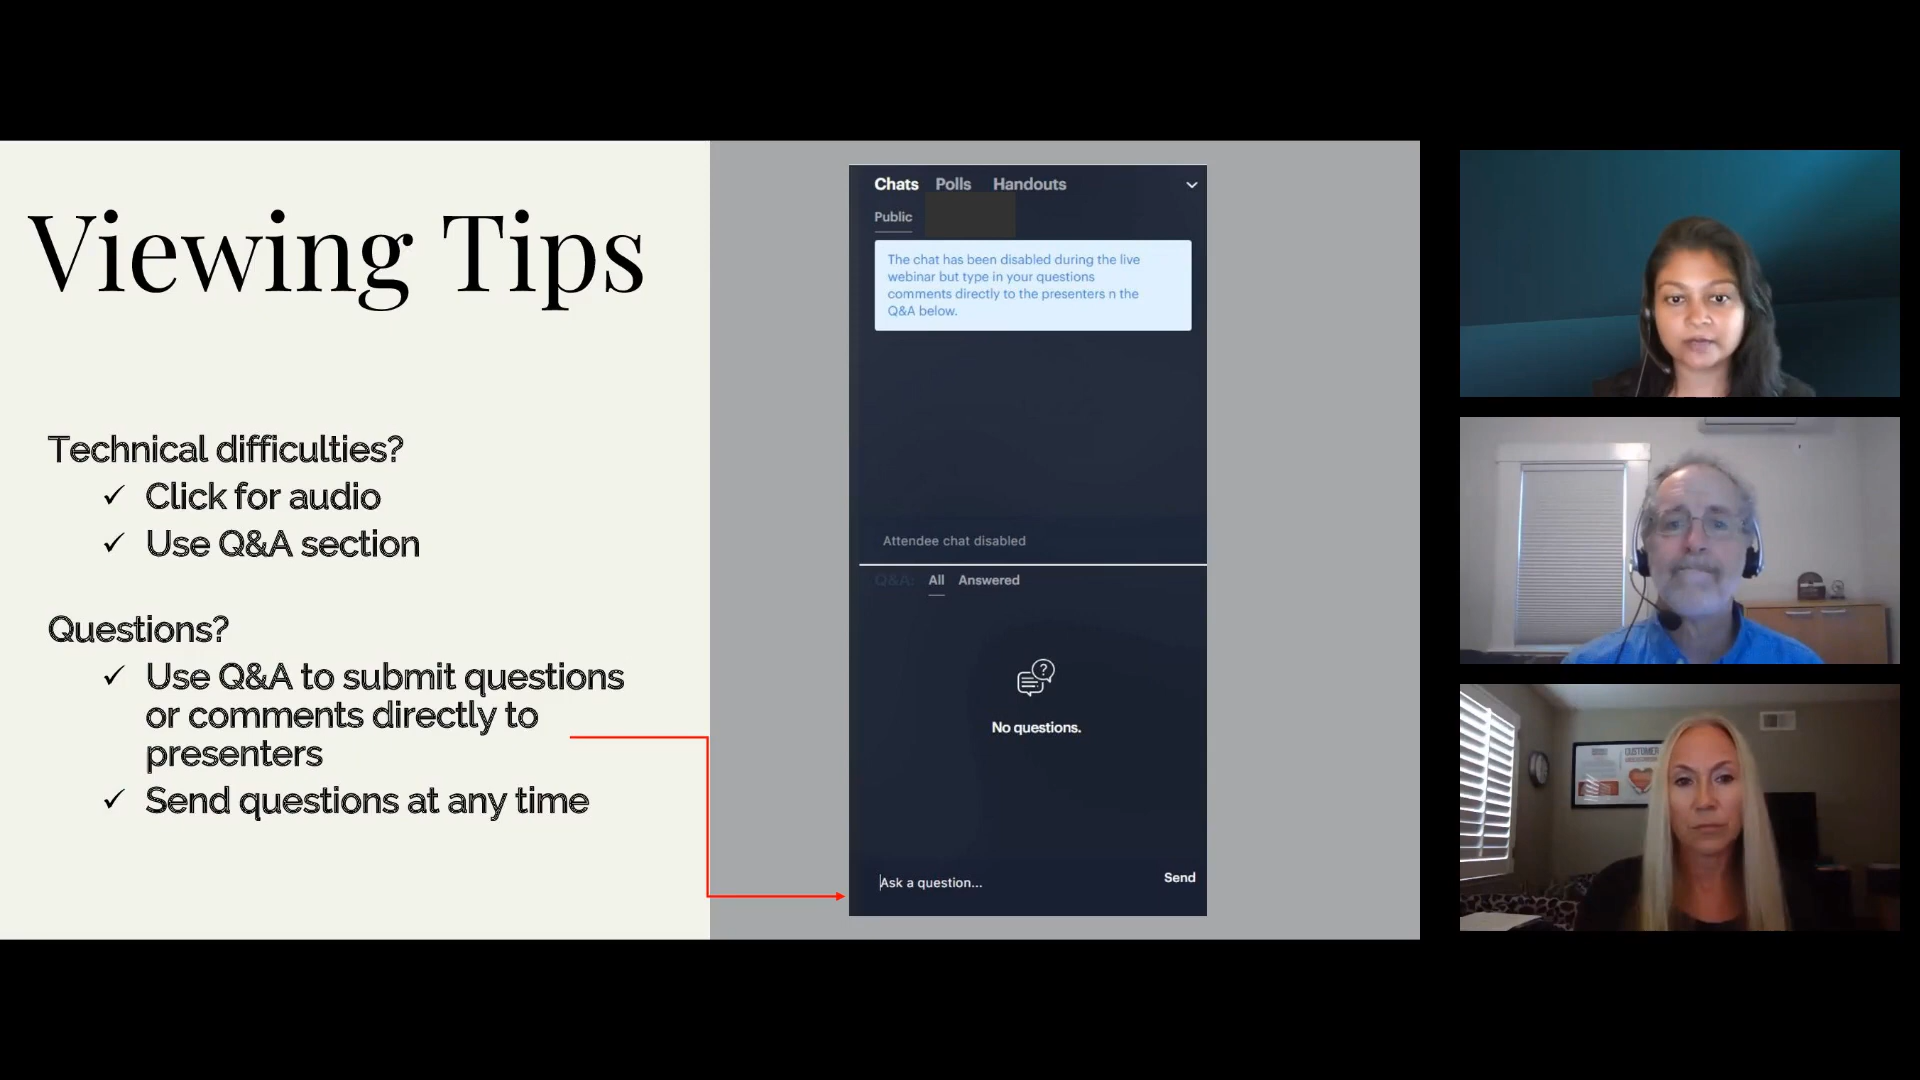 Viewing Tips
Technical difficulties?
✓ Click for audio
✓ Use Q&A section
Questions?
✓ Use Q&A to submit questions
or comments directly to
presenters
✓ Send questions at any time
Chats Polls Handouts
Public
The chat has been disabled during the live
webinar but type in your questions
comments directly to the presenters n the
Q&A below.
Attendee chat disabled
Q&A: All Answered
No questions.
Ask a question...
Send
CUSTOMER